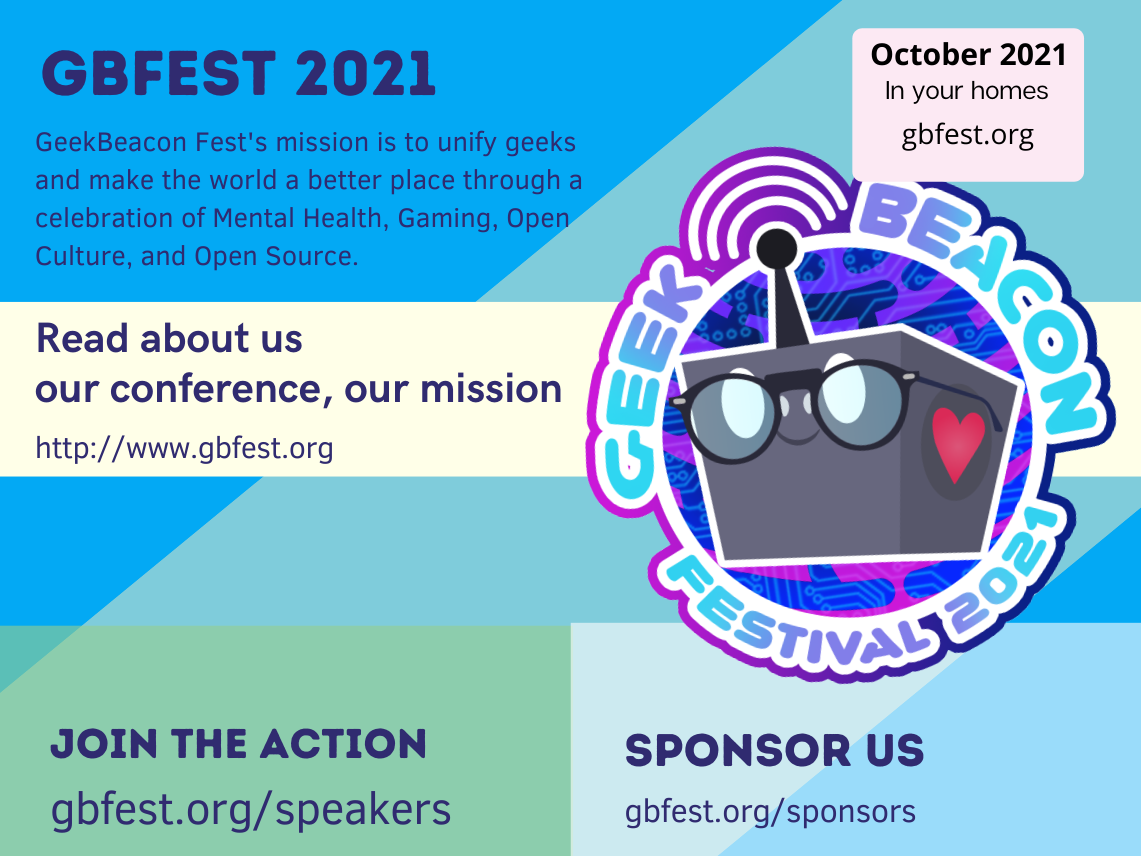 GBFEST 2021
GeekBeacon Fest's mission is to unify geeks
and make the world a better place through a
celebration of Mental Health, Gaming, Open
Culture, and Open Source.
October 2021
In your homes
gbfest.org
Read about us
our conference, our mission
http://www.gbfest.org
GEEK BEACON
FESTIVAL 2021
JOIN THE ACTION
gbfest.org/speakers
SPONSOR US
gbfest.org/sponsors